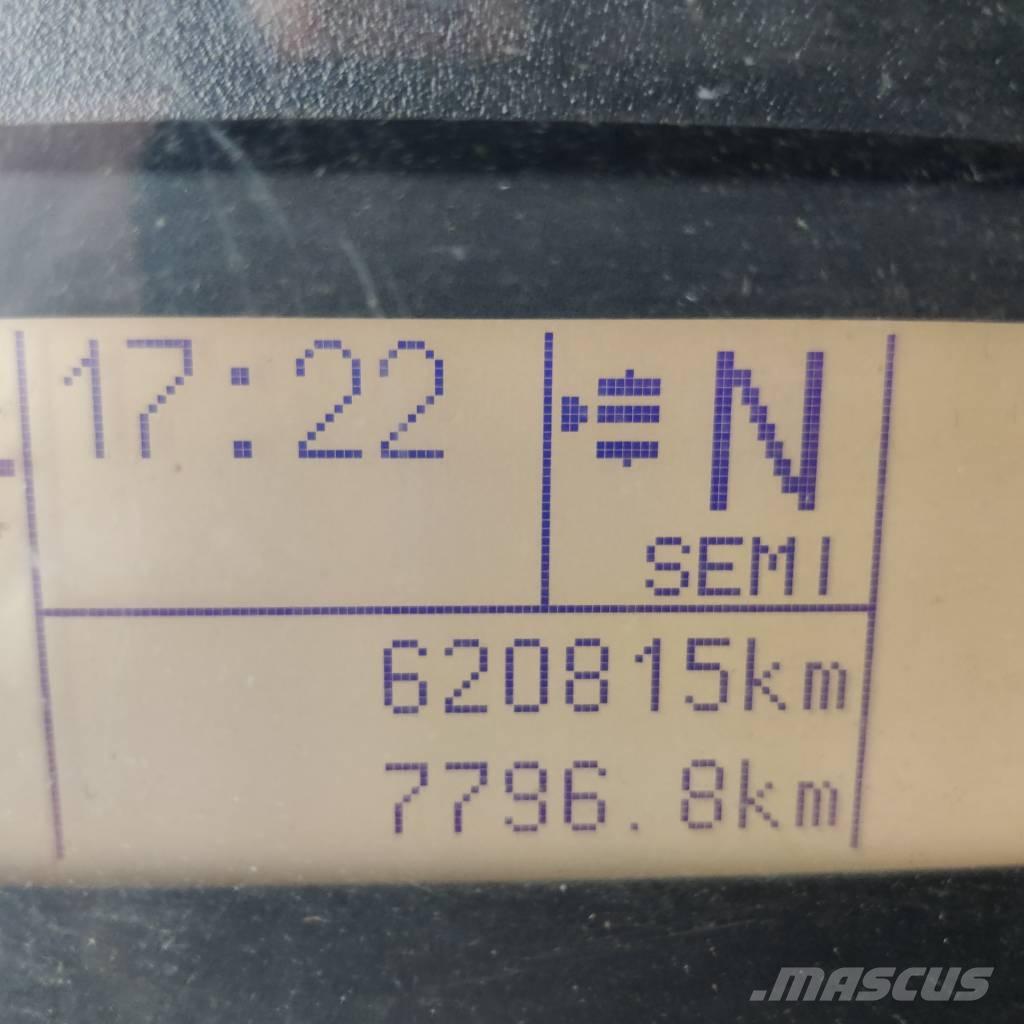 17:22
N
SEMI
620815km
7796.8km
.MASCUS